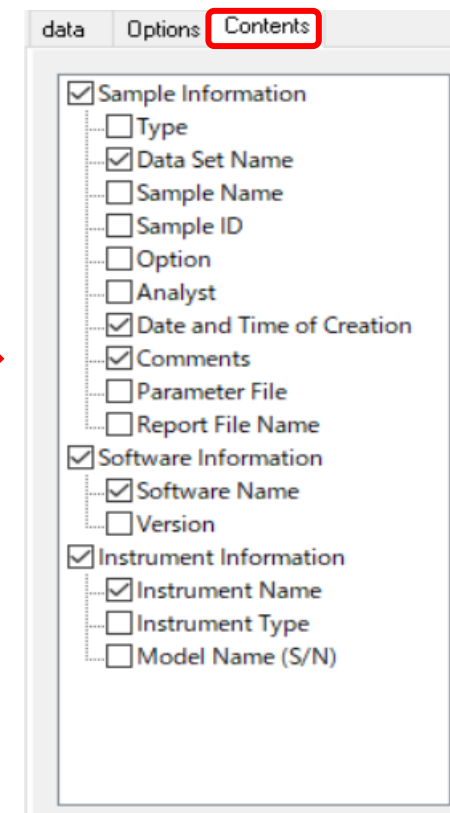 data Options Contents
Sample Information
Type
Data Set Name
Sample Name
Sample ID
Option
Analyst
Date and Time of Creation
Comments
Parameter File
Report File Name
Software Information
Software Name
Version
Instrument Information
Instrument Name
Instrument Type
Model Name (S/N)